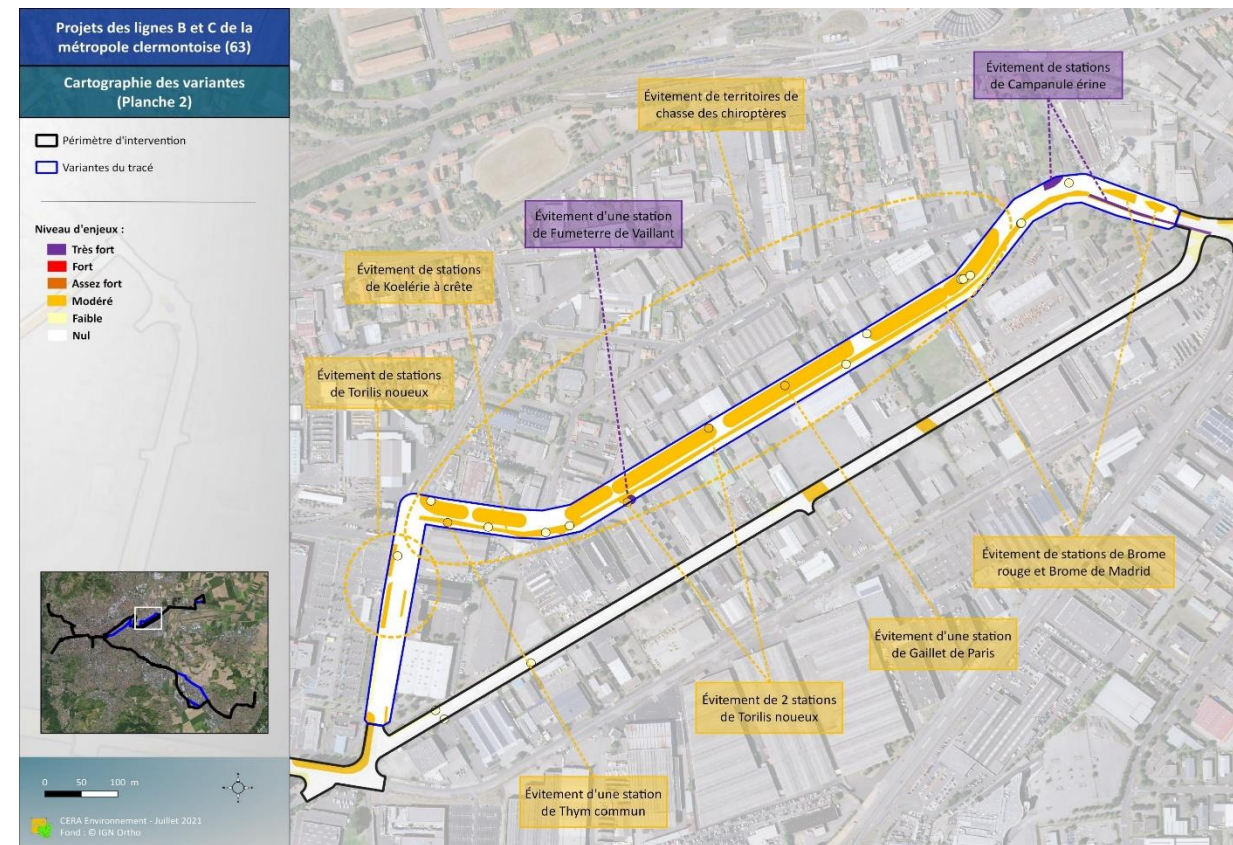 Projets des lignes B et C de la
métropole clermontoise (63)
Cartographie des variantes
(Planche 2)
Périmètre d'intervention
Variantes du tracé
Niveau d'enjeux :
Très fort
Fort
Assez fort
Modéré
Faible
Nul
0 50 100 m
CERA Environnement - Juillet 2021
Fond : © IGN Ortho
Évitement de stations
de Campanule érine
Évitement de territoires de
chasse des chiroptères
Évitement d'une station
de Fumeterre de Vaillant
Évitement de stations
de Koelérie à crête
Évitement de stations
de Torilis noueux
Évitement de stations de Brome
rouge et Brome de Madrid
Évitement d'une station
de Gaillet de Paris
Évitement de 2 stations
de Torilis noueux
Évitement d'une station
de Thym commun